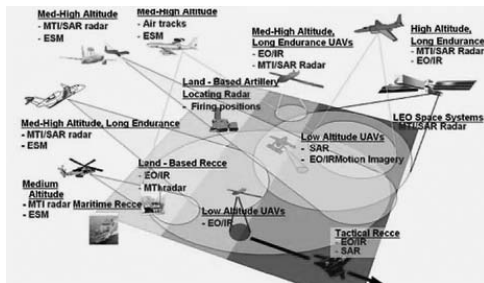 Med-High Altitude
- MTI/SAR radar
- ESM
Med-High Altitude
- Air tracks
- ESM
Med-High Altitude,
Long Endurance UAVs
- EO/IR
- MTI/SAR Radar
High Altitude,
Long Endurance
- MTI/SAR Radar
- EO/IR
Land - Based Artillery
Locating Radar
- Firing positions
LEO Space Systems
- MTI/SAR Radar
Med-High Altitude, Long Endurance
- MTI/SAR radar
- ESM
Low Altitude UAVs
- SAR
- EO/IRMotion Imagery
Land - Based Recce
- EO/IR
- MTI radar
Medium
Altitude
- MTI radar
- ESM
Maritime Recce
Low Altitude UAVs
- EO/IR
Tactical Recce
- EO/IR
- SAR